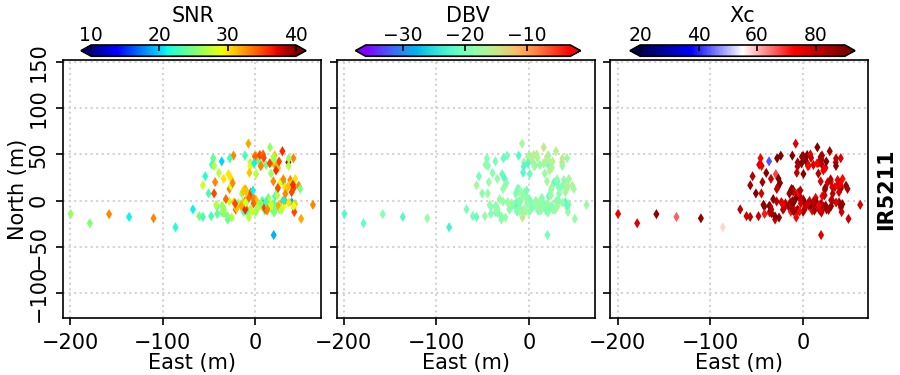 SNR DBV Xc
10 20 30 40 −30 −20 −10 20 40 60 80
150
100
50
0
−50
−100
North (m)
IR5211
−200 −100 0 −200 −100 0 −200 −100 0
East (m) East (m) East (m)